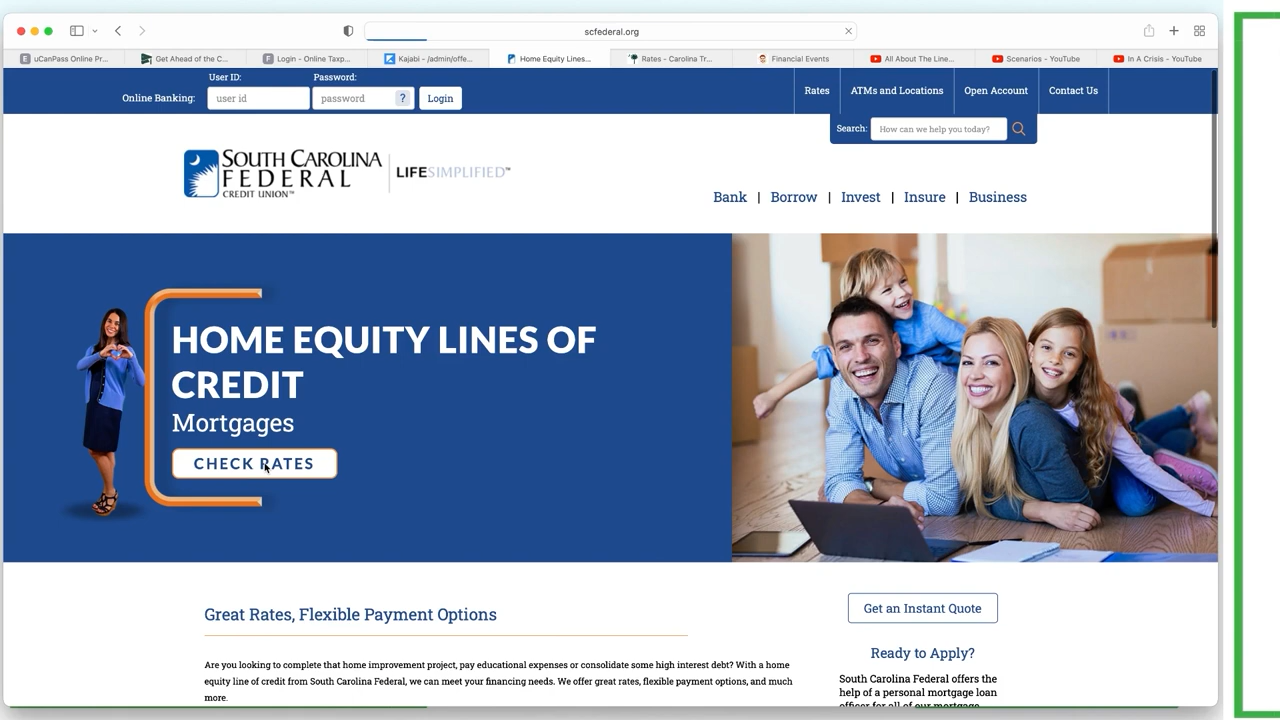 scfederal.org
uCanPass Online Pr...
Get Ahead of the C...
Login - Online Taxp...
Kajabi - /admin/offe...
Home Equity Lines...
Rates - Carolina Tr...
Financial Events
All About The Line...
Scenarios - YouTube
In A Crisis - YouTube
User ID: Password:
Online Banking: user id password ? Login
Rates ATMs and Locations Open Account Contact Us
Search: How can we help you today?
SOUTH CAROLINA
FEDERAL
CREDIT UNION™
LIFESIMPLIFIED™
Bank | Borrow | Invest | Insure | Business
HOME EQUITY LINES OF
CREDIT
Mortgages
CHECK RATES
Great Rates, Flexible Payment Options
Are you looking to complete that home improvement project, pay educational expenses or consolidate some high interest debt? With a home
equity line of credit from South Carolina Federal, we can meet your financing needs. We offer great rates, flexible payment options, and much
more.
Get an Instant Quote
Ready to Apply?
South Carolina Federal offers the
help of a personal mortgage loan
officer for all of our mortgage